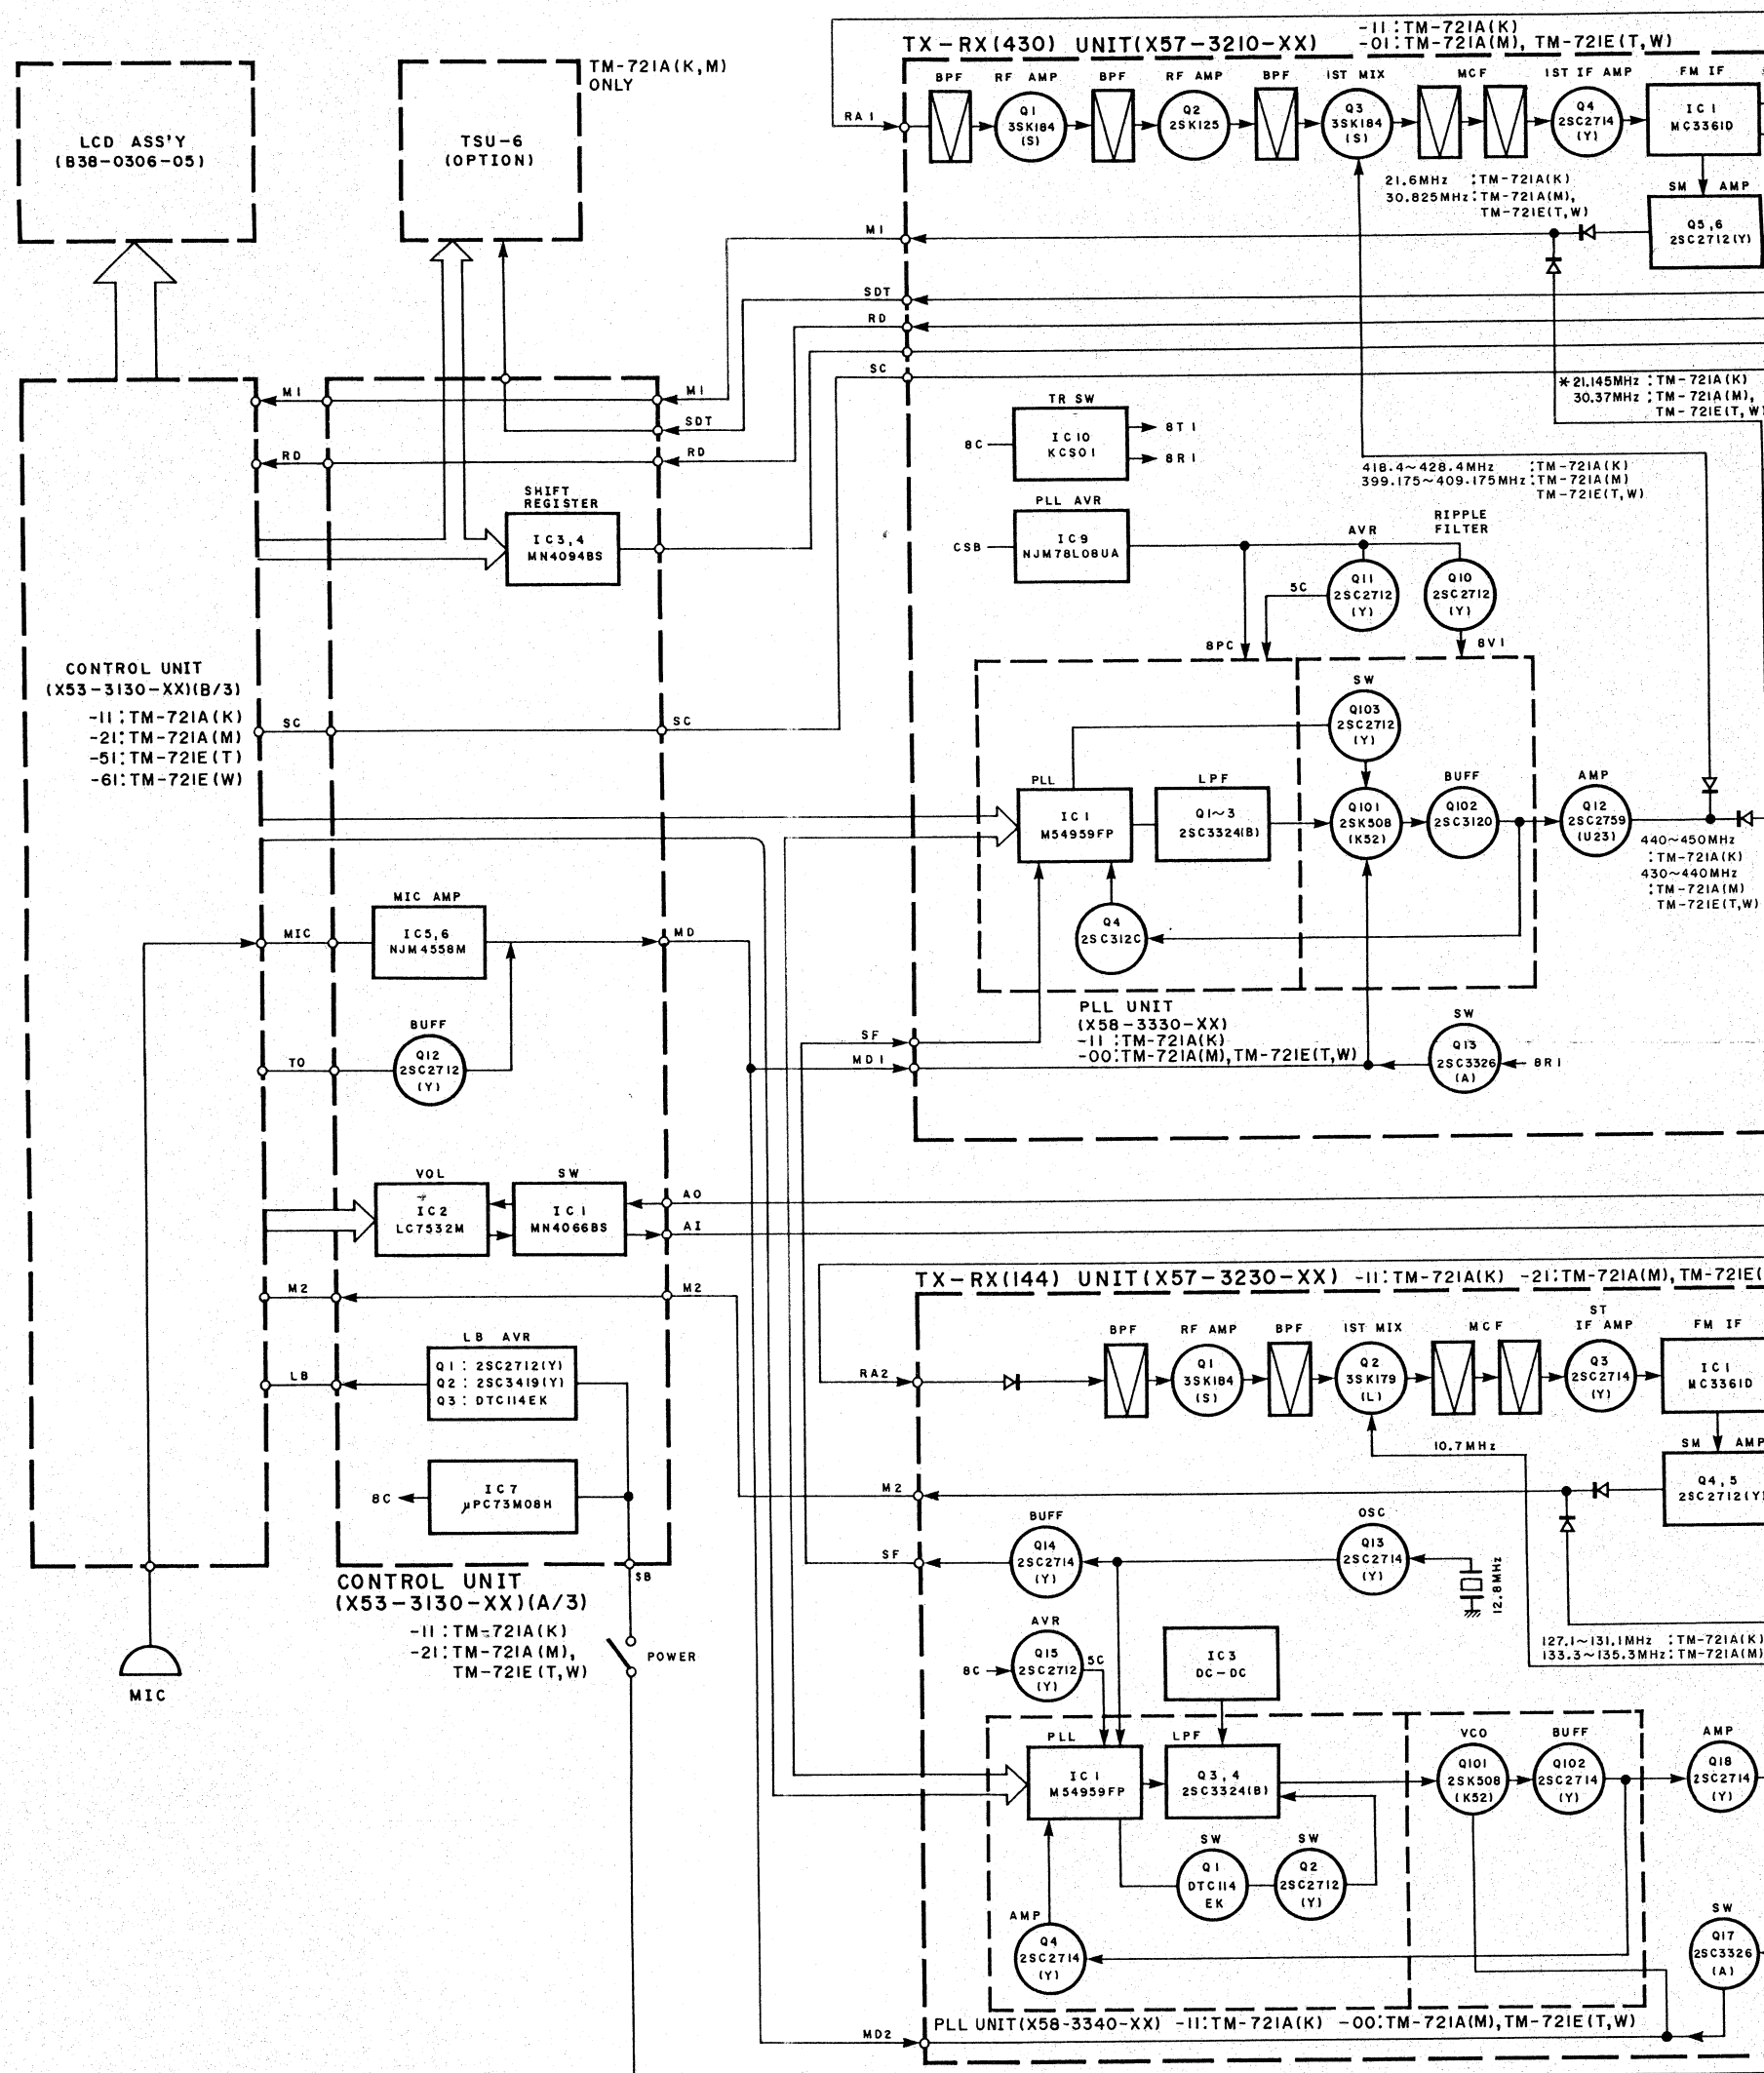 TX-RX(430) UNIT(X57-3210-XX)
-11:TM-721A(K)
-01:TM-721A(M), TM-721E(T,W)
LCD ASS'Y
(B38-0306-05)
TSU-6
(OPTION)
TM-721A(K,M)
ONLY
BPF
RF AMP
BPF
RF AMP
BPF
1ST MIX
MCF
1ST IF AMP
FM IF
RA1
Q1
3SK184
(S)
Q2
2SK125
Q3
3SK184
(S)
Q4
2SC2714
(Y)
IC1
MC3361D
21.6MHz :TM-721A(K)
30.825MHz:TM-721A(M),
TM-721E(T,W)
SM AMP
Q5,6
2SC2712(Y)
M1
SDT
RD
SC
M1
M1
SDT
RD
RD
*21.145MHz :TM-721A(K)
30.37MHz :TM-721A(M),
TM-721E(T,W)
TR SW
IC10
KCS01
8C
8T1
8R1
418.4~428.4MHz :TM-721A(K)
399.175~409.175MHz:TM-721A(M)
TM-721E(T,W)
SHIFT
REGISTER
IC3,4
MN4094BS
PLL AVR
IC9
NJM78L08UA
CSB
AVR
Q11
2SC2712
(Y)
RIPPLE
FILTER
Q10
2SC2712
(Y)
5C
8PC
8V1
CONTROL UNIT
(X53-3130-XX)(B/3)
-11:TM-721A(K)
-21:TM-721A(M)
-51:TM-721E(T)
-61:TM-721E(W)
SC
SC
SW
Q103
2SC2712
(Y)
PLL
IC1
M54959FP
LPF
Q1~3
2SC3324(B)
Q101
2SK508
(K52)
BUFF
Q102
2SC3120
AMP
Q12
2SC2759
(U23)
440~450MHz
:TM-721A(K)
430~440MHz
:TM-721A(M)
TM-721E(T,W)
Q4
2SC312C
MIC AMP
IC5,6
NJM4558M
MIC
MD
PLL UNIT
(X58-3330-XX)
-11:TM-721A(K)
-00:TM-721A(M),TM-721E(T,W)
SW
Q13
2SC3326
(A)
8R1
SF
MD1
BUFF
Q12
2SC2712
(Y)
TO
VOL
IC2
LC7532M
SW
IC1
MN4066BS
AO
AI
M2
M2
TX-RX(144) UNIT(X57-3230-XX) -11:TM-721A(K) -21:TM-721A(M),TM-721E(
BPF
RF AMP
BPF
1ST MIX
MCF
ST
IF AMP
FM IF
RA2
Q1
3SK184
(S)
Q2
3SK179
(L)
Q3
2SC2714
(Y)
IC1
MC3361D
LB AVR
Q1 : 2SC2712(Y)
Q2 : 2SC3419(Y)
Q3 : DTC114EK
LB
10.7MHz
SM AMP
Q4,5
2SC2712(Y)
IC7
μPC73M08H
8C
M2
SF
BUFF
Q14
2SC2714
(Y)
OSC
Q13
2SC2714
(Y)
12.8MHz
CONTROL UNIT
(X53-3130-XX)(A/3)
-11:TM-721A(K)
-21:TM-721A(M),
TM-721E(T,W)
SB
POWER
MIC
AVR
Q15
2SC2712
(Y)
8C
5C
IC3
DC-DC
127.1~131.1MHz :TM-721A(K)
133.3~135.3MHz:TM-721A(M)
PLL
IC1
M54959FP
LPF
Q3,4
2SC3324(B)
VCO
Q101
2SK508
(K52)
BUFF
Q102
2SC2714
(Y)
AMP
Q18
2SC2714
(Y)
SW
Q1
DTC114
EK
SW
Q2
2SC2712
(Y)
AMP
Q4
2SC2714
(Y)
SW
Q17
2SC3326
(A)
MD2
PLL UNIT(X58-3340-XX) -11:TM-721A(K) -00:TM-721A(M),TM-721E(T,W)